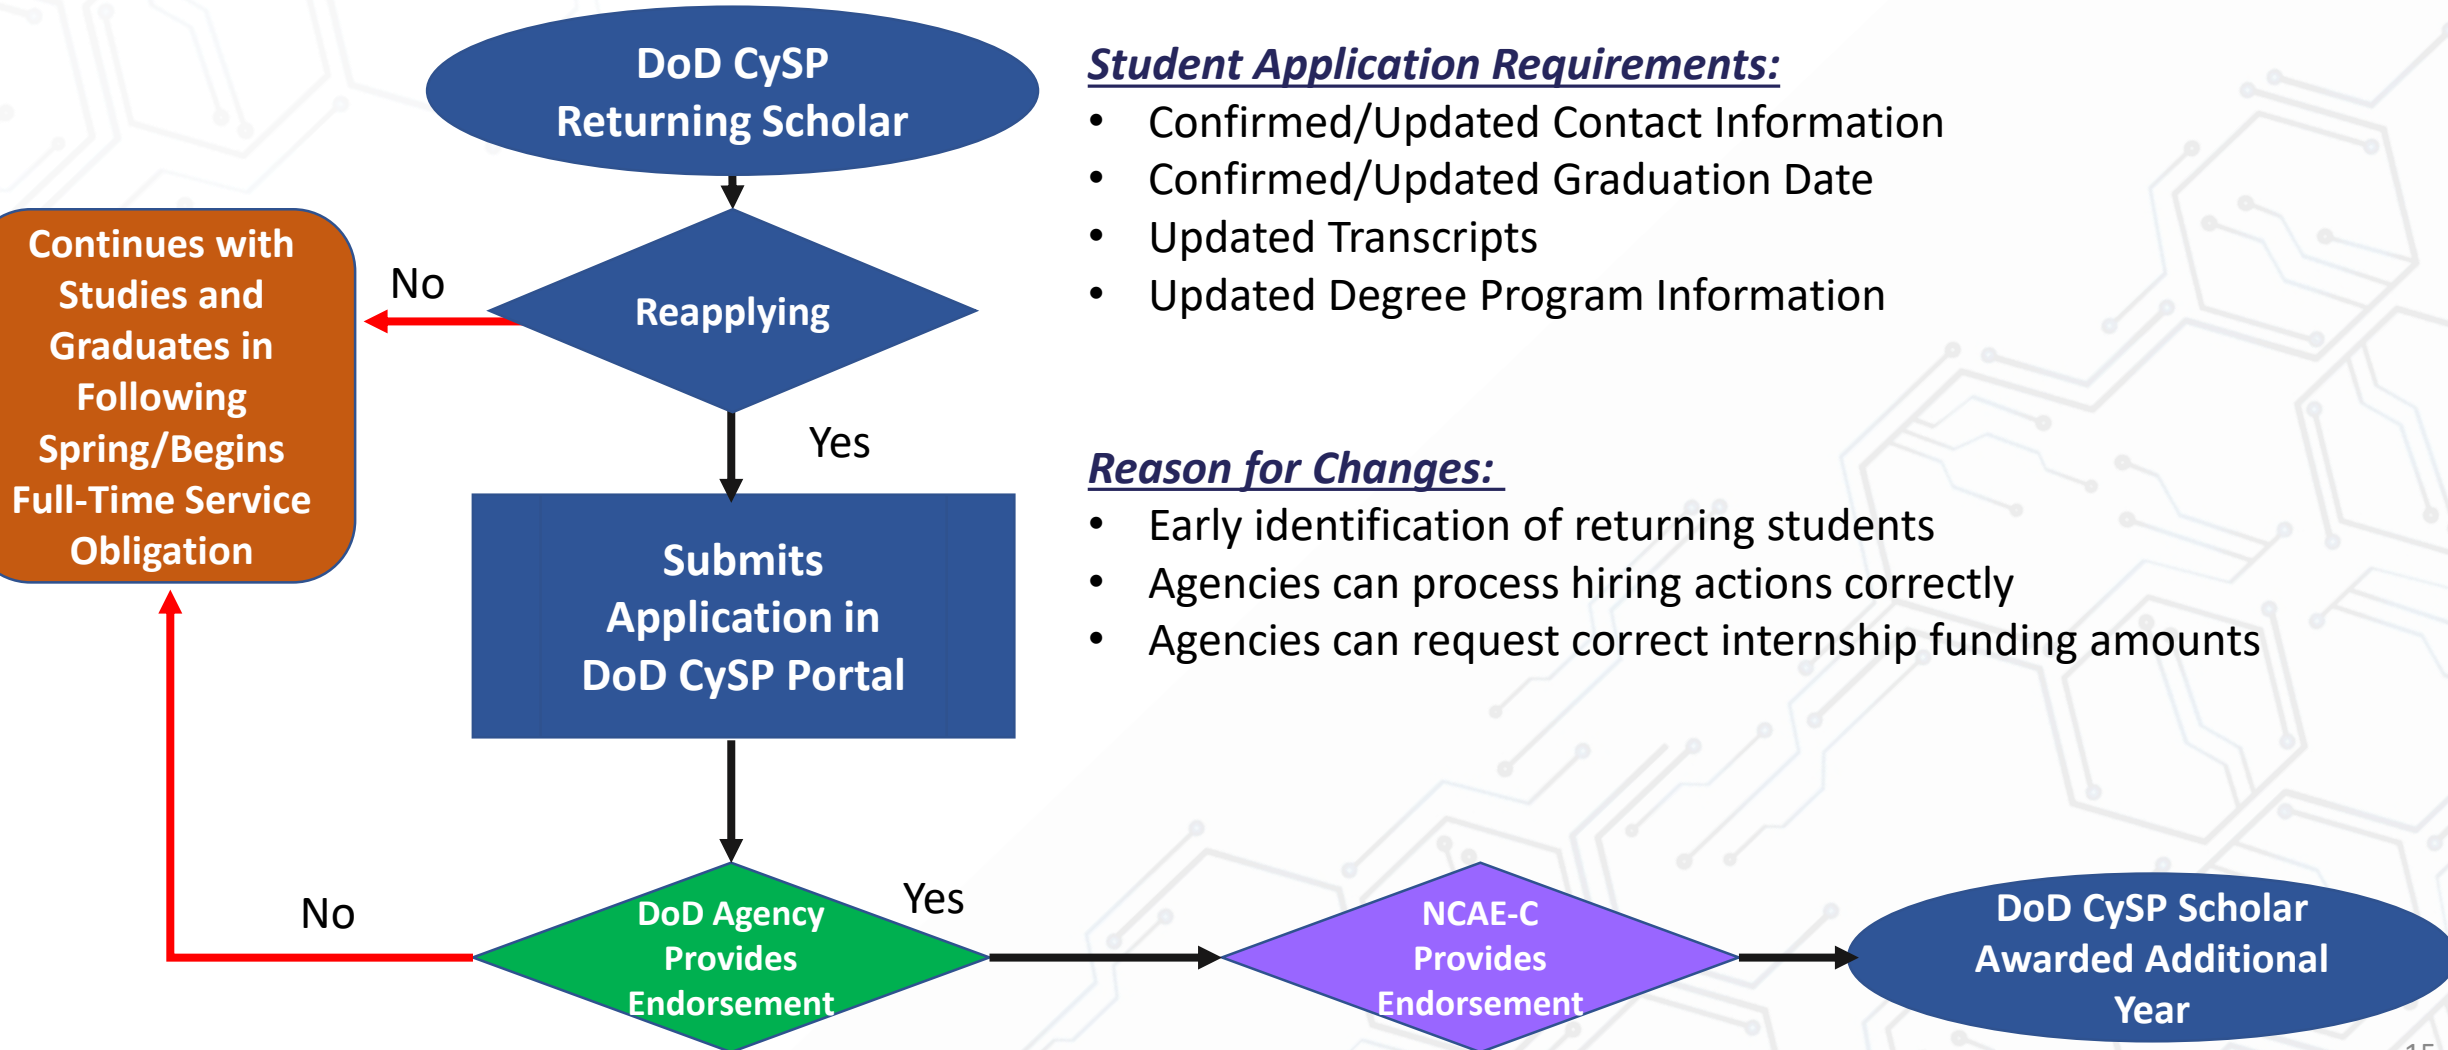 DoD CySP
Returning Scholar
Continues with
Studies and
Graduates in
Following
Spring/Begins
Full-Time Service
Obligation
No
Reapplying
Yes
Submits
Application in
DoD CySP Portal
No
DoD Agency
Provides
Endorsement
Yes
NCAE-C
Provides
Endorsement
DoD CySP Scholar
Awarded Additional
Year
Student Application Requirements:
• Confirmed/Updated Contact Information
• Confirmed/Updated Graduation Date
• Updated Transcripts
• Updated Degree Program Information
Reason for Changes:
• Early identification of returning students
• Agencies can process hiring actions correctly
• Agencies can request correct internship funding amounts